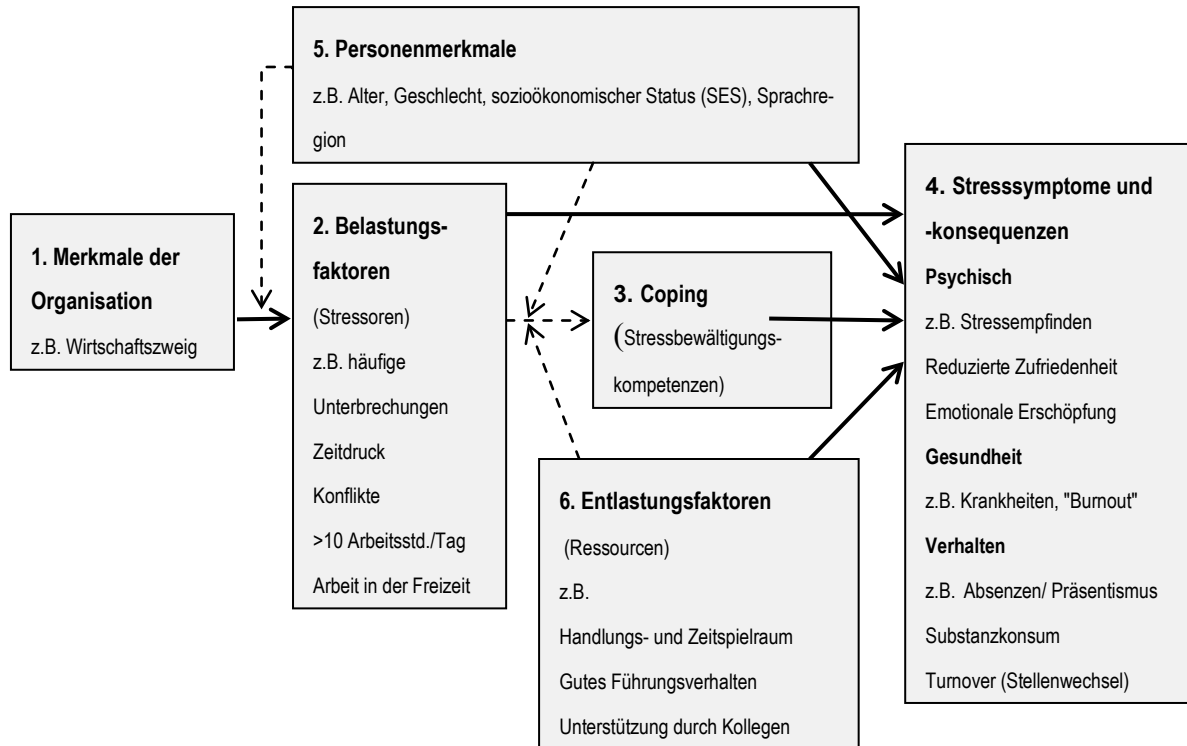 5. Personenmerkmale
z.B. Alter, Geschlecht, sozioökonomischer Status (SES), Sprachre-
gion
1. Merkmale der
Organisation
z.B. Wirtschaftszweig
2. Belastungs-
faktoren
(Stressoren)
z.B. häufige
Unterbrechungen
Zeitdruck
Konflikte
>10 Arbeitsstd./Tag
Arbeit in der Freizeit
3. Coping
(Stressbewältigungs-
kompetenzen)
4. Stresssymptome und
-konsequenzen
Psychisch
z.B. Stressempfinden
Reduzierte Zufriedenheit
Emotionale Erschöpfung
Gesundheit
z.B. Krankheiten, "Burnout"
Verhalten
z.B. Absenzen/ Präsentismus
Substanzkonsum
Turnover (Stellenwechsel)
6. Entlastungsfaktoren
(Ressourcen)
z.B.
Handlungs- und Zeitspielraum
Gutes Führungsverhalten
Unterstützung durch Kollegen